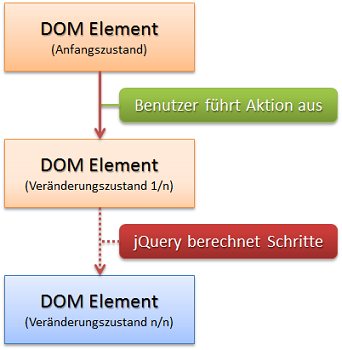 DOM Element
(Anfangszustand)
Benutzer führt Aktion aus
DOM Element
(Veränderungszustand 1/n)
jQuery berechnet Schritte
DOM Element
(Veränderungszustand n/n)